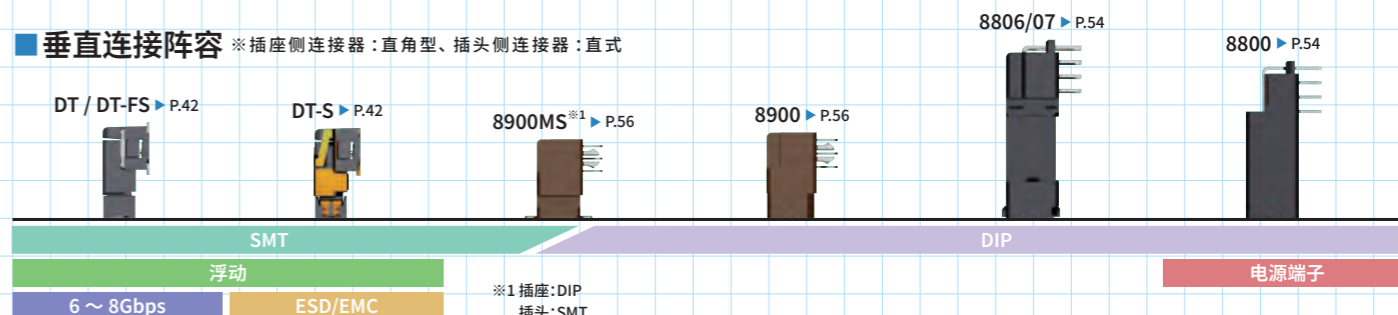 ■垂直连接阵容 ※插座侧连接器：直角型、插头侧连接器：直式
8806/07 ▶ P.54
8800 ▶ P.54
DT / DT-FS ▶ P.42
DT-S ▶ P.42
8900MS※1 ▶ P.56
8900 ▶ P.56
SMT
DIP
浮动
电源端子
6 ～ 8Gbps
ESD/EMC
※1 插座：DIP
插头：SMT